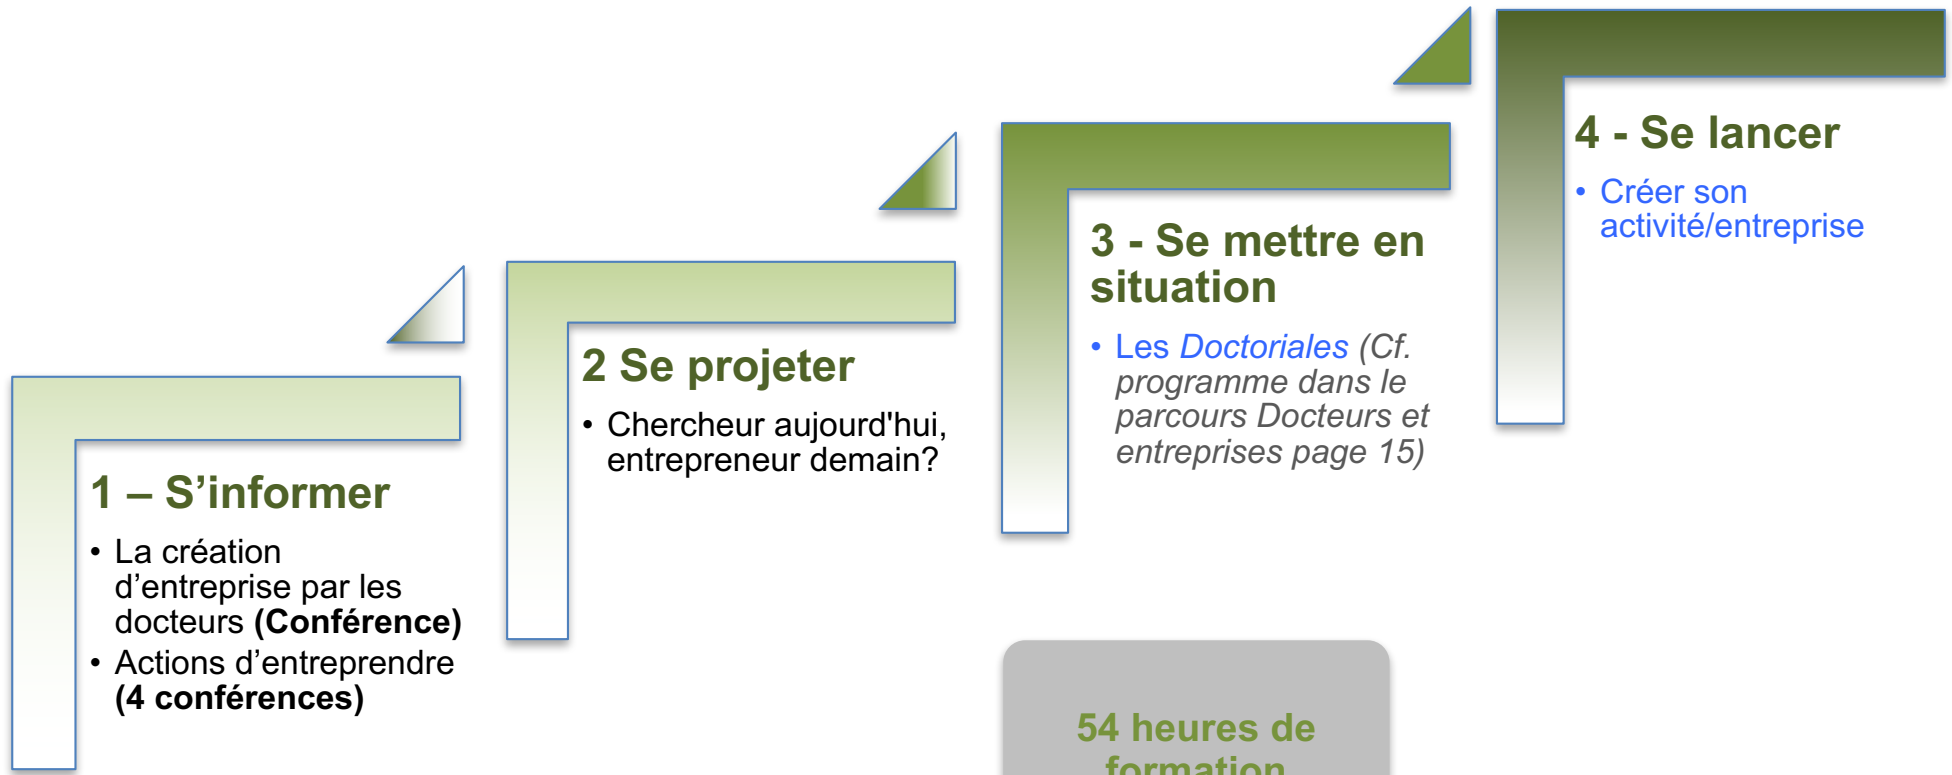 1 – S’informer
• La création
d’entreprise par les
docteurs (Conférence)
• Actions d’entreprendre
(4 conférences)
2 Se projeter
• Chercheur aujourd'hui,
entrepreneur demain?
3 - Se mettre en
situation
• Les Doctoriales (Cf.
programme dans le
parcours Docteurs et
entreprises page 15)
4 - Se lancer
• Créer son
activité/entreprise
54 heures de
formation